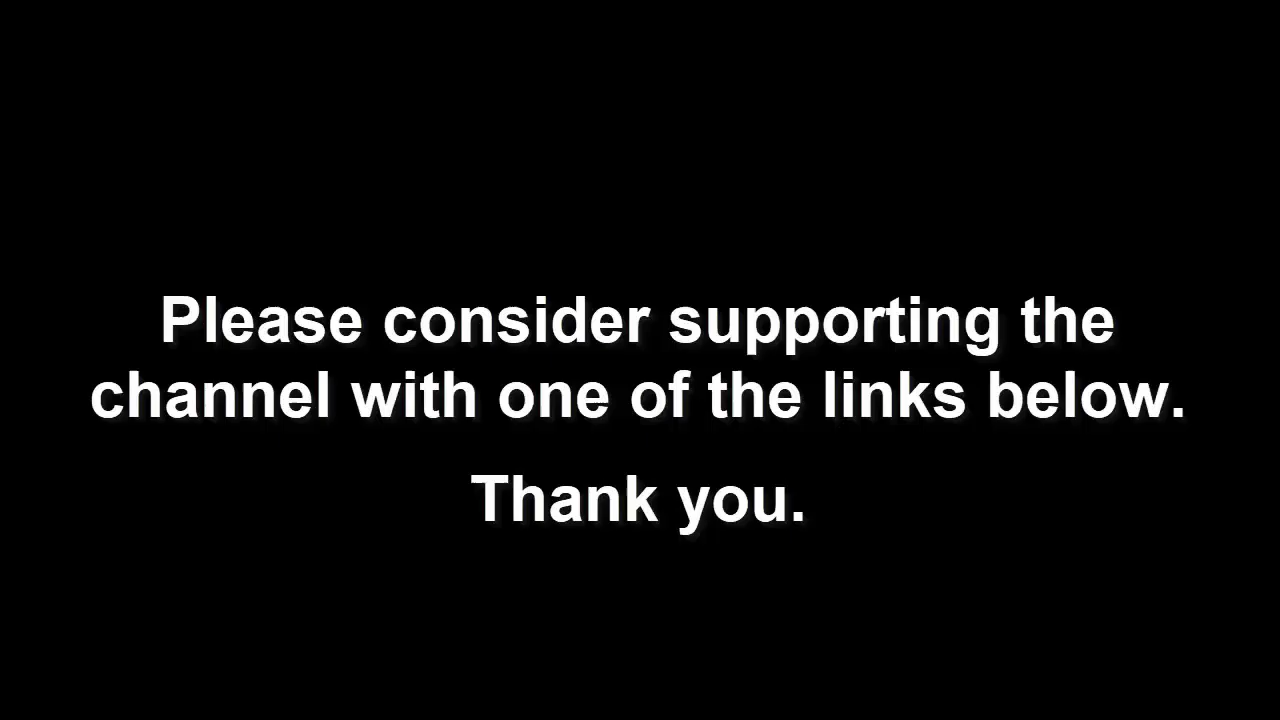 Please consider supporting the
channel with one of the links below.
Thank you.